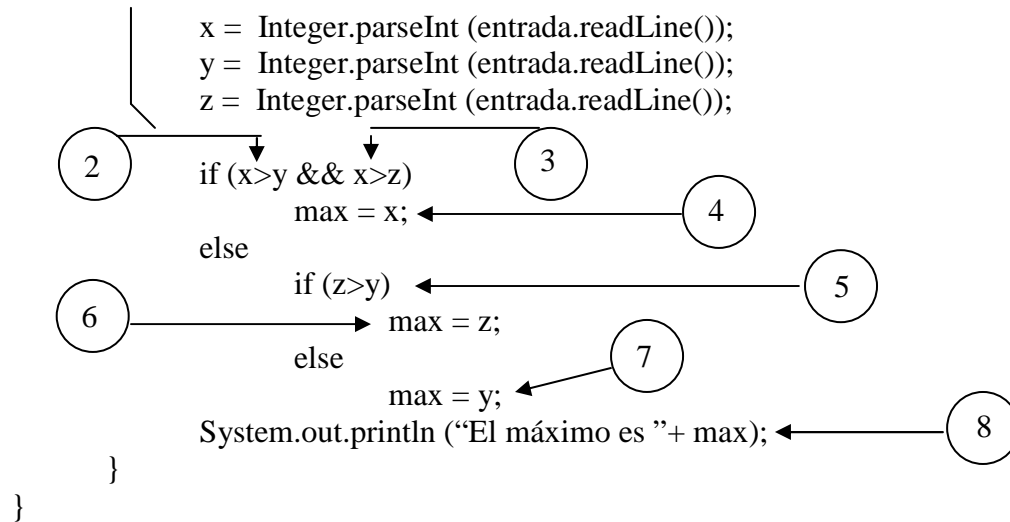 x = Integer.parseInt (entrada.readLine());
y = Integer.parseInt (entrada.readLine());
z = Integer.parseInt (entrada.readLine());
2
3
if (x>y && x>z)
max = x;
4
else
if (z>y)
5
6
max = z;
else
7
max = y;
System.out.println (“El máximo es ”+ max);
8
}
}